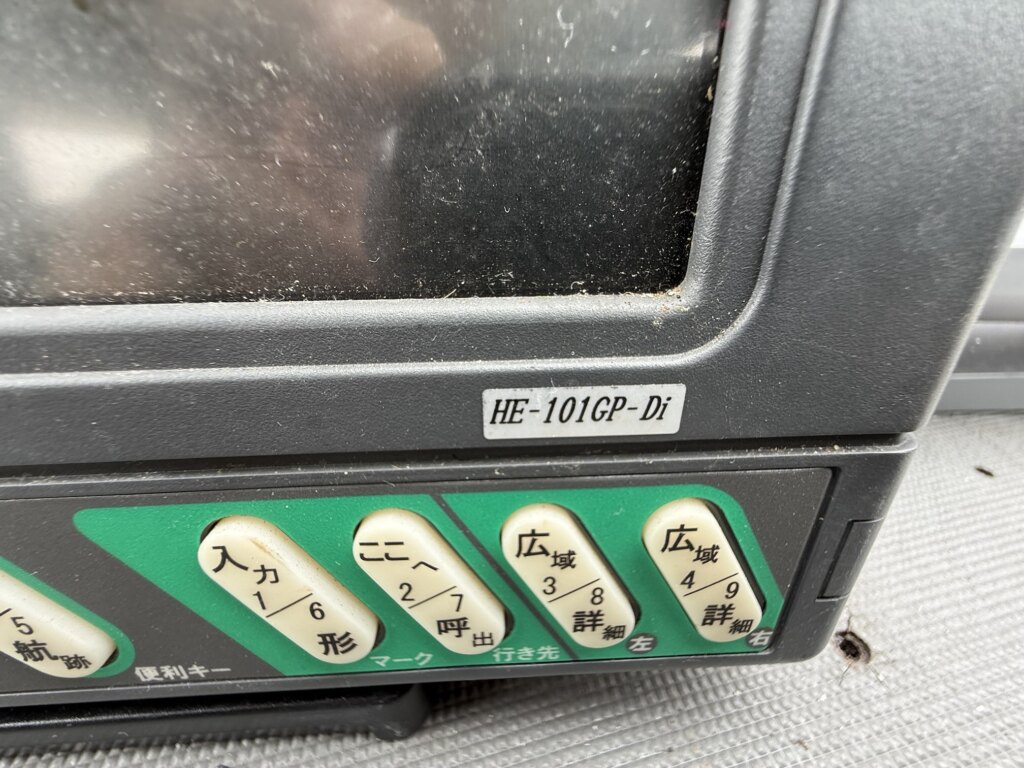 HE-101GP-Di
/5
航跡
便利キー
入力
1/6
形
マーク
ここへ
2/7
呼出
行き先
広域
3/8
詳細
左
広域
4/9
詳細
右